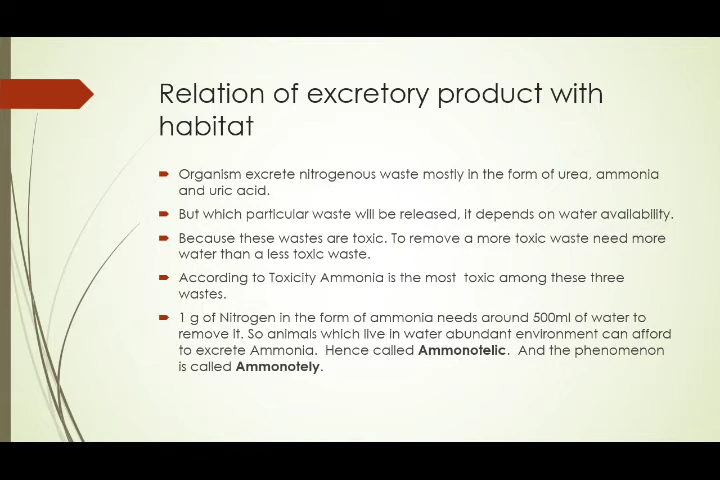 Relation of excretory product with
habitat
Organism excrete nitrogenous waste mostly in the form of urea, ammonia
and uric acid.
But which particular waste will be released, it depends on water availability.
Because these wastes are toxic. To remove a more toxic waste need more
water than a less toxic waste.
According to Toxicity Ammonia is the most toxic among these three
wastes.
1 g of Nitrogen in the form of ammonia needs around 500ml of water to
remove it. So animals which live in water abundant environment can afford
to excrete Ammonia. Hence called Ammonotelic. And the phenomenon
is called Ammonotely.